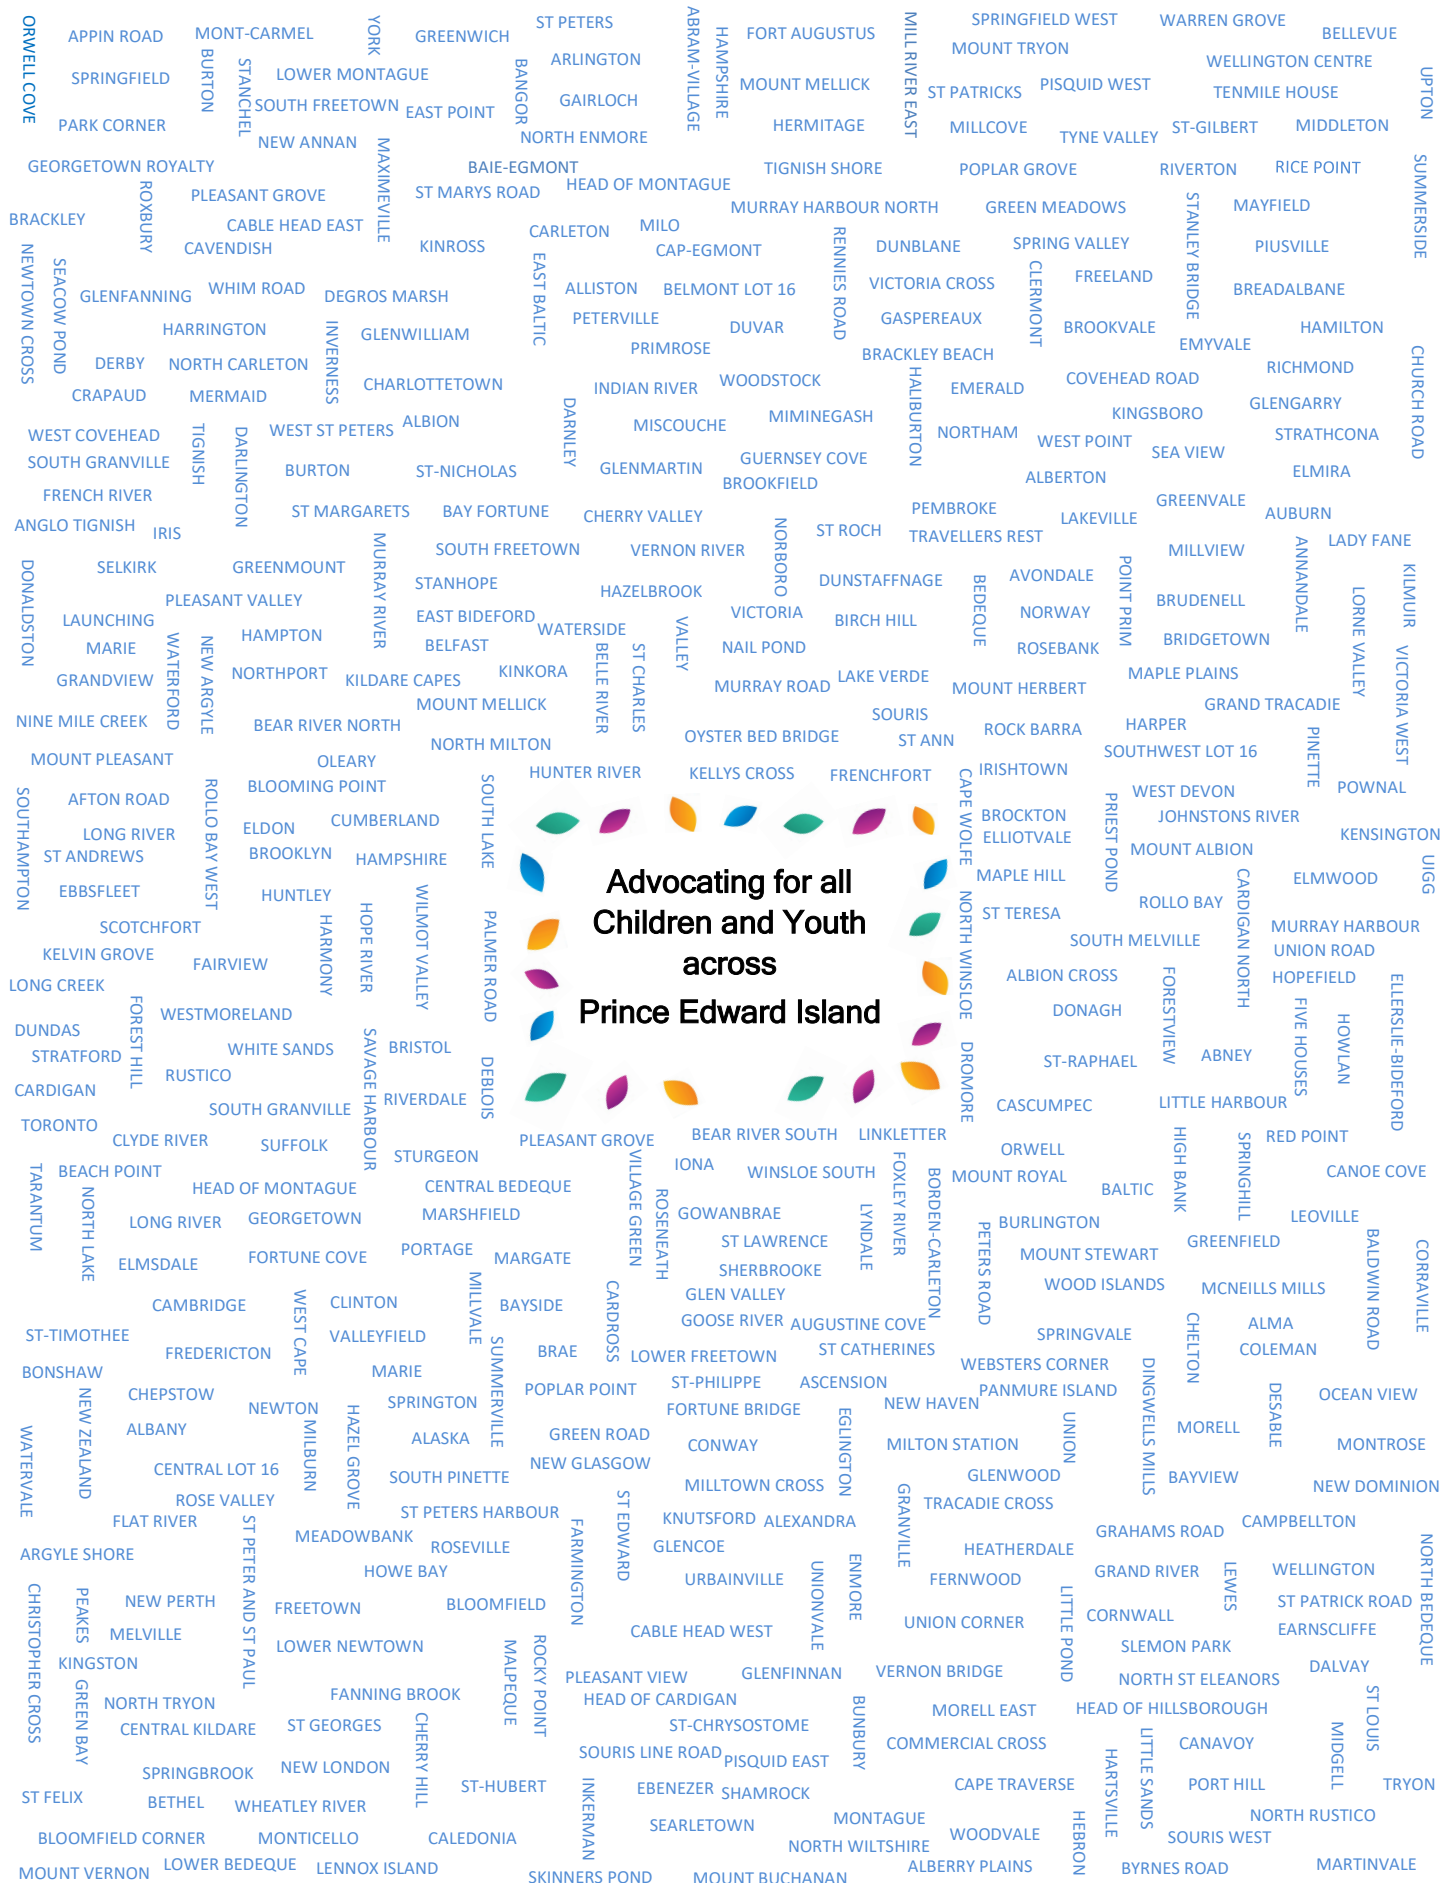 ORWELL COVE
APPIN ROAD
MONT-CARMEL
YORK
GREENWICH
ST PETERS
ABRAM-VILLAGE
HAMPSHIRE
FORT AUGUSTUS
MILL RIVER EAST
SPRINGFIELD WEST
WARREN GROVE
BELLEVUE
MOUNT TRYON
SPRINGFIELD
BURTON
STANCHEL
LOWER MONTAGUE
BANGOR
ARLINGTON
WELLINGTON CENTRE
UPTON
MOUNT MELLICK
ST PATRICKS
PISQUID WEST
TENMILE HOUSE
SOUTH FREETOWN
EAST POINT
GAIRLOCH
PARK CORNER
NEW ANNAN
NORTH ENMORE
HERMITAGE
MILLCOVE
TYNE VALLEY
ST-GILBERT
MIDDLETON
MAXIMEVILLE
GEORGETOWN ROYALTY
BAIE-EGMONT
TIGNISH SHORE
POPLAR GROVE
RIVERTON
RICE POINT
SUMMERSIDE
ROXBURY
PLEASANT GROVE
ST MARYS ROAD
HEAD OF MONTAGUE
MURRAY HARBOUR NORTH
GREEN MEADOWS
STANLEY BRIDGE
MAYFIELD
BRACKLEY
CABLE HEAD EAST
CARLETON
MILO
CAVENDISH
KINROSS
CAP-EGMONT
RENNIES ROAD
DUNBLANE
SPRING VALLEY
PIUSVILLE
NEWTOWN CROSS
SEACOW POND
GLENFANNING
WHIM ROAD
DEGROS MARSH
EAST BALTIC
ALLISTON
BELMONT LOT 16
VICTORIA CROSS
CLERMONT
FREELAND
BREADALBANE
HARRINGTON
INVERNESS
GLENWILLIAM
PETERVILLE
DUVAR
GASPEREAUX
BROOKVALE
HAMILTON
PRIMROSE
BRACKLEY BEACH
EMYVALE
DERBY
NORTH CARLETON
RICHMOND
CHURCH ROAD
CRAPAUD
MERMAID
CHARLOTTETOWN
INDIAN RIVER
WOODSTOCK
HALIBURTON
EMERALD
COVEHEAD ROAD
DARNLEY
ALBION
MISCOUCHE
MIMINEGASH
KINGSBORO
GLENGARRY
WEST COVEHEAD
TIGNISH
DARLINGTON
WEST ST PETERS
NORTHAM
WEST POINT
SEA VIEW
STRATHCONA
SOUTH GRANVILLE
BURTON
ST-NICHOLAS
GLENMARTIN
GUERNSEY COVE
BROOKFIELD
ALBERTON
ELMIRA
FRENCH RIVER
ST MARGARETS
BAY FORTUNE
CHERRY VALLEY
PEMBROKE
LAKEVILLE
GREENVALE
AUBURN
ANGLO TIGNISH
IRIS
NORBORO
ST ROCH
TRAVELLERS REST
LADY FANE
MURRAY RIVER
SOUTH FREETOWN
VERNON RIVER
MILLVIEW
ANNANDALE
DONALDSTON
SELKIRK
GREENMOUNT
STANHOPE
HAZELBROOK
DUNSTAFFNAGE
BEDEQUE
AVONDALE
POINT PRIM
KILMUIR
LORNE VALLEY
PLEASANT VALLEY
EAST BIDEFORD
VICTORIA
BIRCH HILL
NORWAY
BRUDENELL
LAUNCHING
HAMPTON
WATERSIDE
VALLEY
MARIE
WATERFORD
NEW ARGYLE
BELFAST
BELLE RIVER
ST CHARLES
NAIL POND
ROSEBANK
BRIDGETOWN
VICTORIA WEST
GRANDVIEW
NORTHPORT
KILDARE CAPES
KINKORA
MURRAY ROAD
LAKE VERDE
MOUNT HERBERT
MAPLE PLAINS
MOUNT MELLICK
GRAND TRACADIE
NINE MILE CREEK
BEAR RIVER NORTH
SOURIS
ROCK BARRA
HARPER
PINETTE
NORTH MILTON
OYSTER BED BRIDGE
ST ANN
SOUTHWEST LOT 16
MOUNT PLEASANT
OLEARY
HUNTER RIVER
KELLYS CROSS
FRENCHFORT
CAPE WOLFE
IRISHTOWN
SOUTHAMPTON
AFTON ROAD
ROLLO BAY WEST
BLOOMING POINT
SOUTH LAKE
WEST DEVON
POWNAL
PRIEST POND
BROCKTON
JOHNSTONS RIVER
LONG RIVER
ELDON
CUMBERLAND
ELLIOTVALE
KENSINGTON
ST ANDREWS
BROOKLYN
HAMPSHIRE
MOUNT ALBION
UIGG
EBBSFLEET
HUNTLEY
WILMOT VALLEY
Advocating for all
Children and Youth
across
Prince Edward Island
MAPLE HILL
CARDIGAN NORTH
ELMWOOD
SCOTCHFORT
HARMONY
HOPE RIVER
PALMER ROAD
NORTH WINSLOE
ST TERESA
ROLLO BAY
MURRAY HARBOUR
KELVIN GROVE
FAIRVIEW
SOUTH MELVILLE
UNION ROAD
LONG CREEK
ALBION CROSS
FORESTVIEW
HOPEFIELD
ELLERSLIE-BIDEFORD
FOREST HILL
WESTMORELAND
DONAGH
FIVE HOUSES
HOWLAN
DUNDAS
STRATFORD
WHITE SANDS
SAVAGE HARBOUR
BRISTOL
DEBLOIS
DROMORE
ST-RAPHAEL
ABNEY
CARDIGAN
RUSTICO
RIVERDALE
CASCUMPEC
LITTLE HARBOUR
TORONTO
SOUTH GRANVILLE
CLYDE RIVER
SUFFOLK
PLEASANT GROVE
BEAR RIVER SOUTH
LINKLETTER
ORWELL
HIGH BANK
SPRINGHILL
RED POINT
TARANTUM
BEACH POINT
STURGEON
VILLAGE GREEN
IONA
WINSLOE SOUTH
FOXLEY RIVER
BORDEN-CARLETON
MOUNT ROYAL
CANOE COVE
NORTH LAKE
HEAD OF MONTAGUE
CENTRAL BEDEQUE
ROSENEATH
BALTIC
LONG RIVER
GEORGETOWN
MARSHFIELD
GOWANBRAE
LYNDALE
PETERS ROAD
BURLINGTON
LEOVILLE
ELMSDALE
FORTUNE COVE
PORTAGE
MARGATE
ST LAWRENCE
SHERBROOKE
MOUNT STEWART
GREENFIELD
BALDWIN ROAD
CORRAVILLE
CAMBRIDGE
WEST CAPE
CLINTON
MILLVALE
BAYSIDE
CARDROSS
GLEN VALLEY
WOOD ISLANDS
MCNEILLS MILLS
ST-TIMOTHEE
VALLEYFIELD
GOOSE RIVER
AUGUSTINE COVE
SPRINGVALE
CHELTON
ALMA
FREDERICTON
SUMMERVILLE
BRAE
LOWER FREETOWN
ST CATHERINES
COLEMAN
BONSHAW
MARIE
WEBSTERS CORNER
DINGWELLS MILLS
NEW ZEALAND
CHEPSTOW
SPRINGTON
POPLAR POINT
ST-PHILIPPE
ASCENSION
PANMURE ISLAND
DESABLE
OCEAN VIEW
NEWTON
MILBURN
HAZEL GROVE
FORTUNE BRIDGE
EGLINGTON
NEW HAVEN
UNION
WATERVALE
ALBANY
ALASKA
GREEN ROAD
CONWAY
MILTON STATION
MORELL
MONTROSE
CENTRAL LOT 16
SOUTH PINETTE
NEW GLASGOW
MILLTOWN CROSS
GLENWOOD
BAYVIEW
NEW DOMINION
ROSE VALLEY
ST PETERS HARBOUR
ST EDWARD
GRANVILLE
TRACADIE CROSS
FLAT RIVER
ST PETER AND ST PAUL
MEADOWBANK
FARMINGTON
KNUTSFORD
ALEXANDRA
GRAHAMS ROAD
CAMPBELLTON
NORTH BEDEQUE
ARGYLE SHORE
ROSEVILLE
GLENCOE
HEATHERDALE
HOWE BAY
URBAINVILLE
UNIONVALE
ENMORE
FERNWOOD
GRAND RIVER
LEWES
WELLINGTON
CHRISTOPHER CROSS
PEAKES
NEW PERTH
FREETOWN
BLOOMFIELD
LITTLE POND
CORNWALL
ST PATRICK ROAD
MELVILLE
CABLE HEAD WEST
UNION CORNER
EARNSCLIFFE
LOWER NEWTOWN
MALPEQUE
ROCKY POINT
SLEMON PARK
KINGSTON
PLEASANT VIEW
GLENFINNAN
VERNON BRIDGE
NORTH ST ELEANORS
DALVAY
GREEN BAY
NORTH TRYON
FANNING BROOK
HEAD OF CARDIGAN
BUNBURY
MORELL EAST
HEAD OF HILLSBOROUGH
ST LOUIS
CENTRAL KILDARE
ST GEORGES
CHERRY HILL
ST-CHRYSOSTOME
COMMERCIAL CROSS
LITTLE SANDS
CANAVOY
MIDGELL
SPRINGBROOK
NEW LONDON
SOURIS LINE ROAD
PISQUID EAST
HARTSVILLE
ST FELIX
BETHEL
WHEATLEY RIVER
ST-HUBERT
INKERMAN
EBENEZER
SHAMROCK
CAPE TRAVERSE
PORT HILL
TRYON
SEARLETOWN
MONTAGUE
HEBRON
NORTH RUSTICO
BLOOMFIELD CORNER
MONTICELLO
CALEDONIA
NORTH WILTSHIRE
WOODVALE
SOURIS WEST
MOUNT VERNON
LOWER BEDEQUE
LENNOX ISLAND
SKINNERS POND
MOUNT BUCHANAN
ALBERRY PLAINS
BYRNES ROAD
MARTINVALE